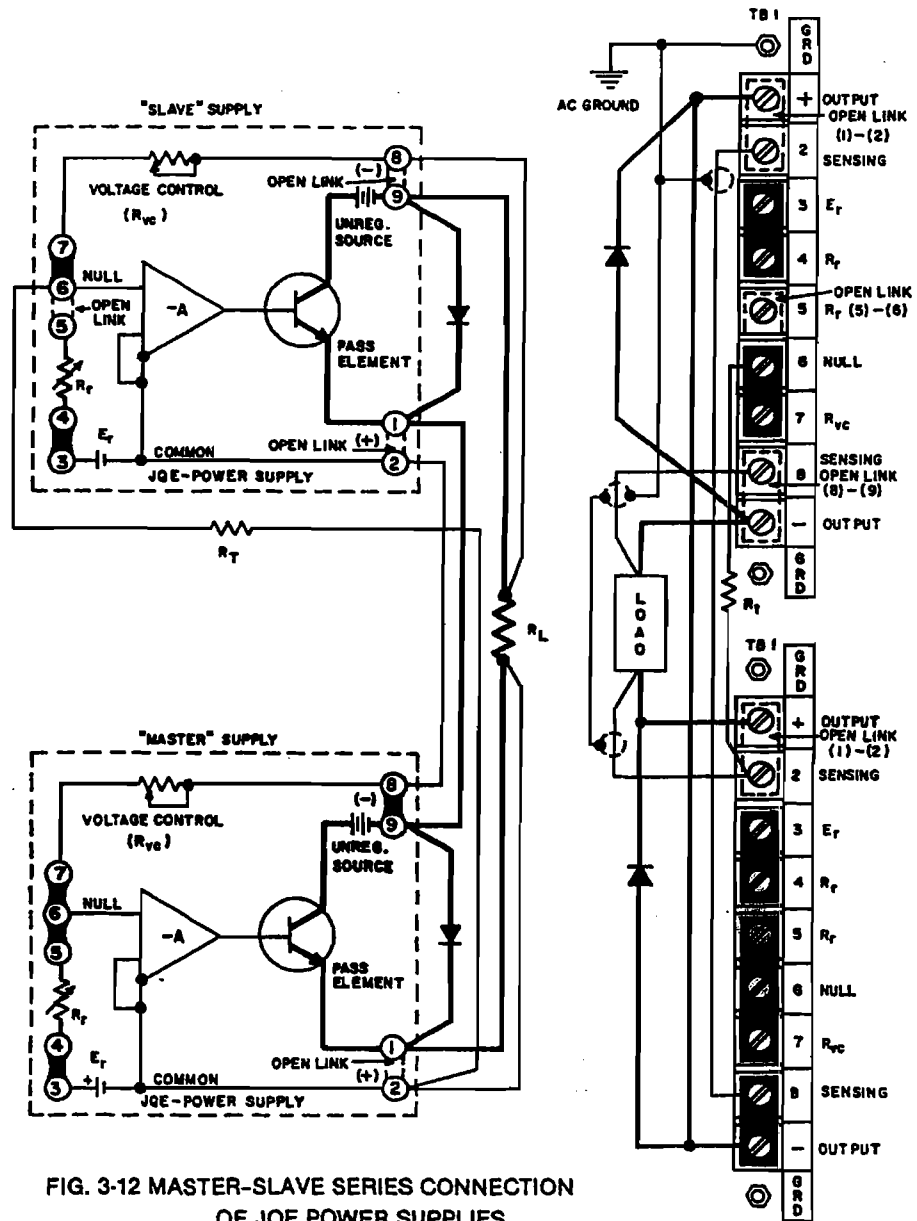 "SLAVE" SUPPLY
VOLTAGE CONTROL
(Rvc)
8
(-)
OPEN LINK
9
UNREG.
SOURCE
7
NULL
6
OPEN
LINK
5
-A
PASS
ELEMENT
Rr
4
Er
3
COMMON
1
OPEN LINK
(+)
2
JQE-POWER SUPPLY
RT
RL
"MASTER" SUPPLY
VOLTAGE CONTROL
(Rvc)
8
(-)
9
UNREG.
SOURCE
7
6
NULL
5
-A
PASS
ELEMENT
Rr
4
Er
3
+
COMMON
1
OPEN LINK
(+)
2
JQE-POWER SUPPLY
TB1
GRD
AC GROUND
+ OUTPUT
OPEN LINK
(1)-(2)
2 SENSING
3 Er
4 Rr
OPEN LINK
5 Rr (5)-(6)
6 NULL
7 Rvc
8 SENSING
OPEN LINK
(8)-(9)
- OUTPUT
GRD
LOAD
RT
TB1
GRD
+ OUTPUT
OPEN LINK
(1)-(2)
2 SENSING
3 Er
4 Rr
5 Rr
6 NULL
7 Rvc
8 SENSING
- OUTPUT
GRD
FIG. 3-12 MASTER-SLAVE SERIES CONNECTION
OF JQE POWER SUPPLIES